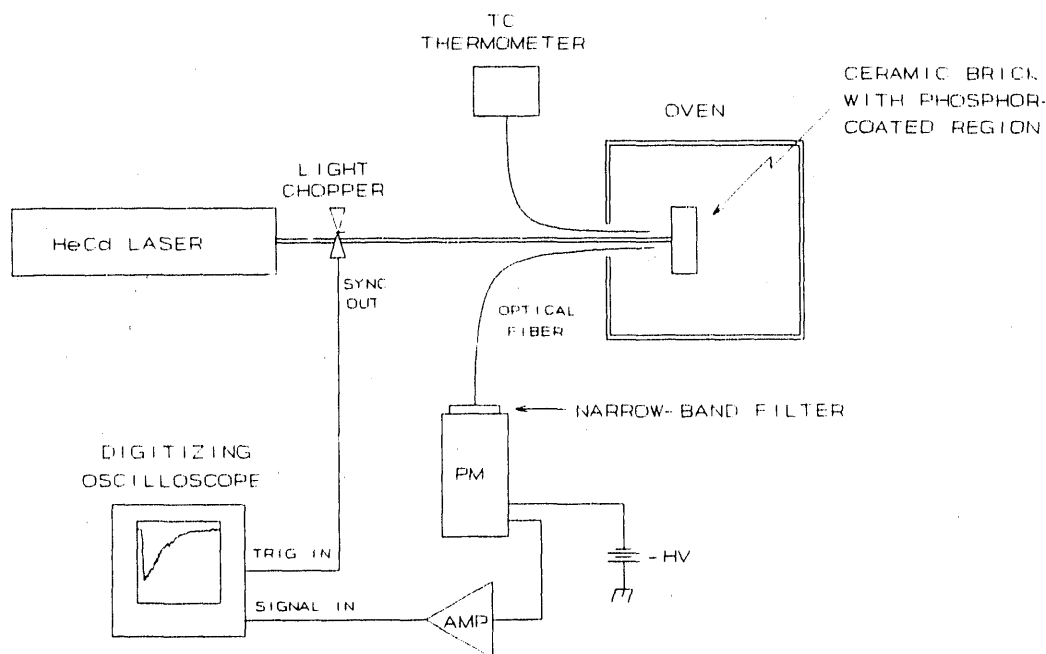 TC
THERMOMETER
CERAMIC BRICK
WITH PHOSPHOR-
COATED REGION
OVEN
LIGHT
CHOPPER
HeCd LASER
SYNC
OUT
OPTICAL
FIBER
NARROW-BAND FILTER
DIGITIZING
OSCILLOSCOPE
PM
TRIG IN
-HV
SIGNAL IN
AMP